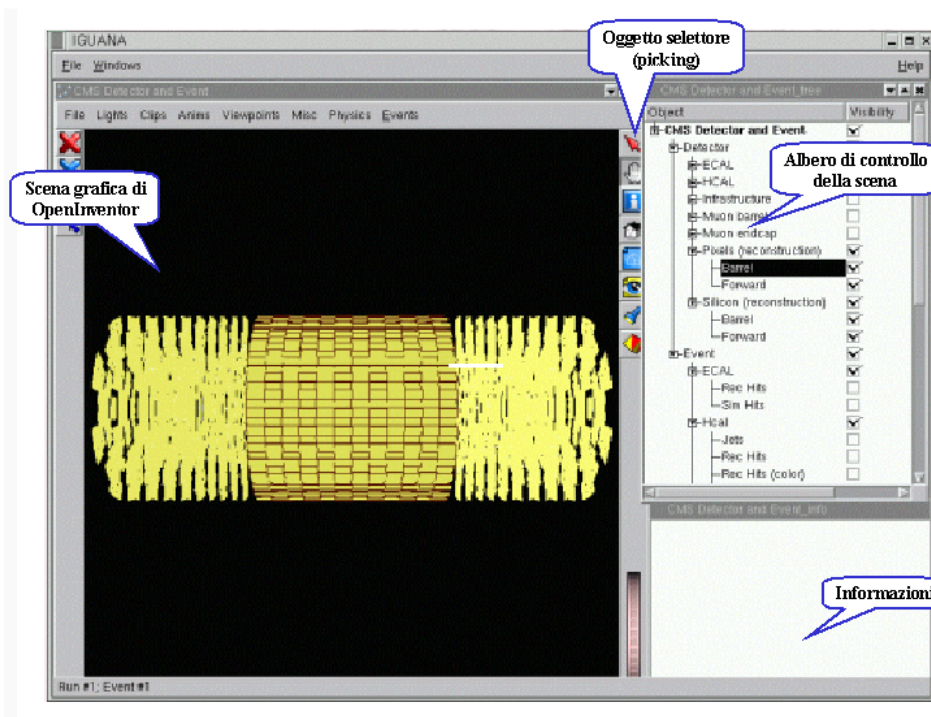 IGUANA
File Windows
Help
CMS Detector and Event
File Lights Clips Anims Viewpoints Misc Physics Events
Oggetto selettore
(picking)
Scena grafica di
OpenInventor
CMS Detector and Event_tree
Object Visibility
CMS Detector and Event
Detector
ECAL
HCAL
Infrastructure
Muon barrel
Muon endcap
Pixels (reconstruction)
Barrel
Forward
Silicon (reconstruction)
Barrel
Forward
Event
ECAL
Rec Hits
Sim Hits
Hcal
Jets
Rec Hits
Rec Hits (color)
Albero di controllo
della scena
CMS Detector and Event_info
Informazioni
Run #1; Event #1